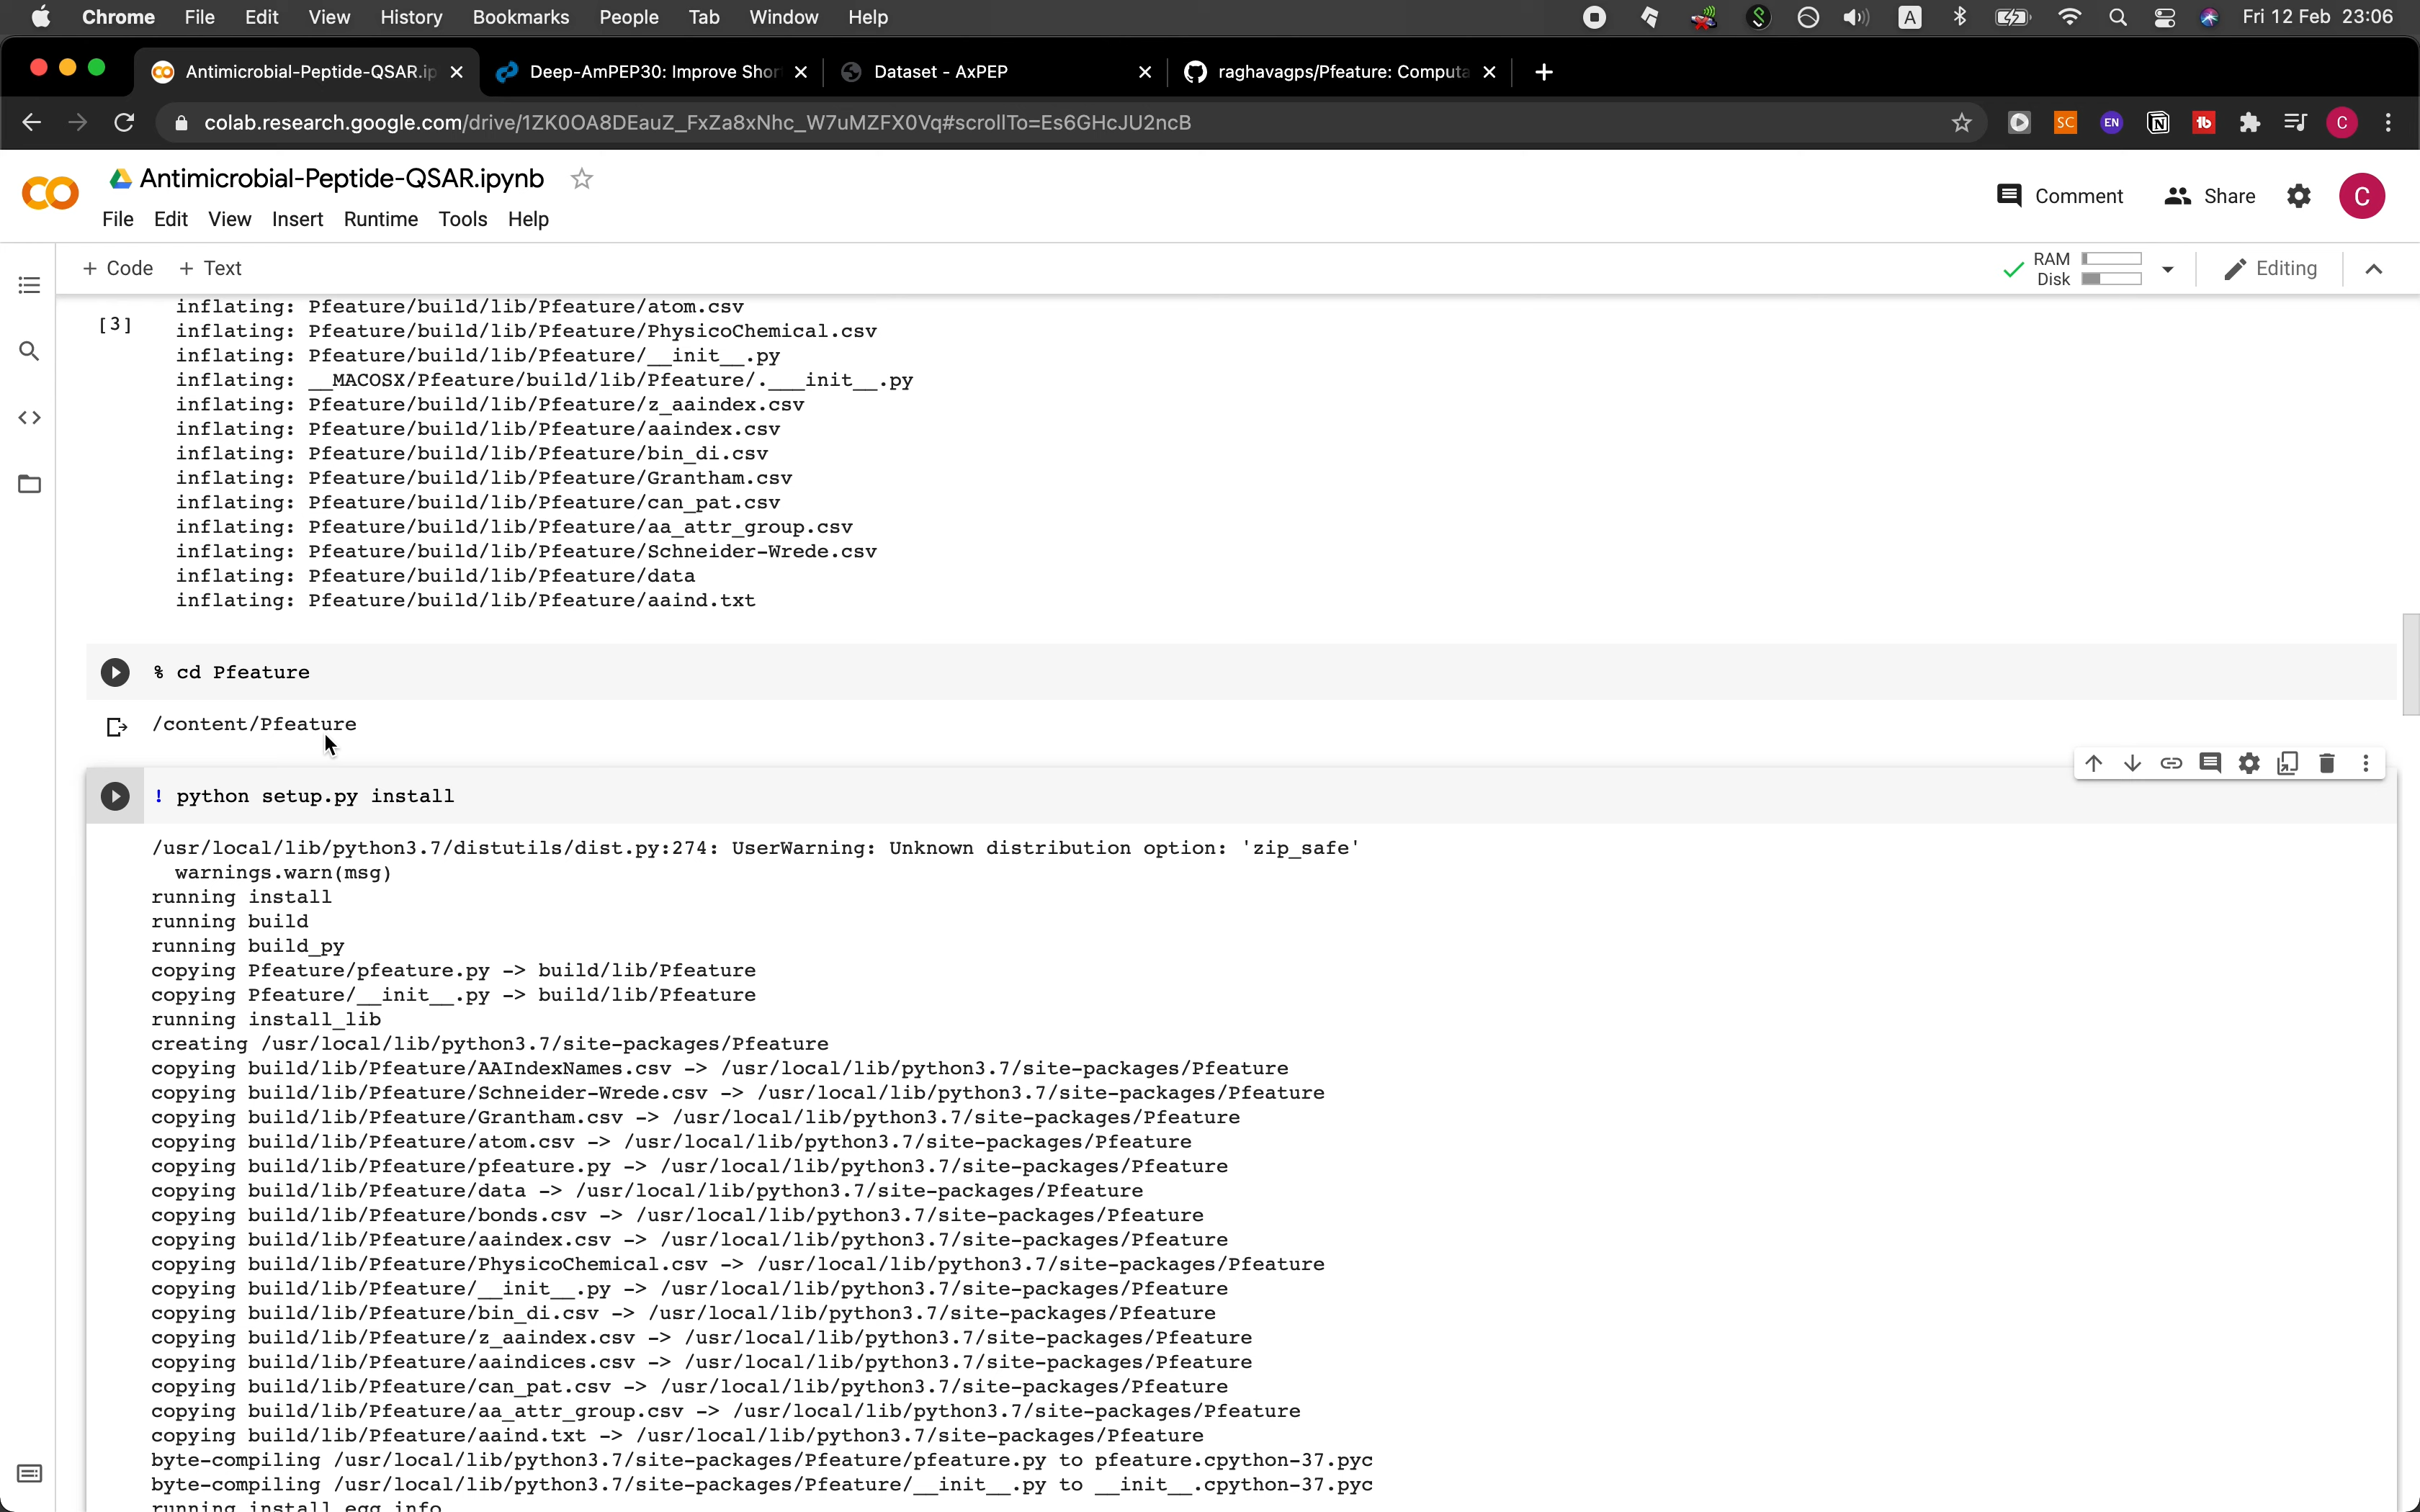 Chrome File Edit View History Bookmarks People Tab Window Help A Fri 12 Feb 23:06
Antimicrobial-Peptide-QSAR.ip Deep-AmPEP30: Improve Shor Dataset - AxPEP raghavagps/Pfeature: Computa
colab.research.google.com/drive/1ZK0OA8DEauZ_FxZa8xNhc_W7uMZFX0Vq#scrollTo=Es6GHcJU2ncB SC EN C
Antimicrobial-Peptide-QSAR.ipynb
Comment Share C
File Edit View Insert Runtime Tools Help
+ Code + Text
RAM
Disk
Editing
inflating: Pfeature/build/lib/Pfeature/atom.csv
[3]
inflating: Pfeature/build/lib/Pfeature/PhysicoChemical.csv
inflating: Pfeature/build/lib/Pfeature/__init__.py
inflating: __MACOSX/Pfeature/build/lib/Pfeature/.___init__.py
inflating: Pfeature/build/lib/Pfeature/z_aaindex.csv
inflating: Pfeature/build/lib/Pfeature/aaindex.csv
inflating: Pfeature/build/lib/Pfeature/bin_di.csv
inflating: Pfeature/build/lib/Pfeature/Grantham.csv
inflating: Pfeature/build/lib/Pfeature/can_pat.csv
inflating: Pfeature/build/lib/Pfeature/aa_attr_group.csv
inflating: Pfeature/build/lib/Pfeature/Schneider-Wrede.csv
inflating: Pfeature/build/lib/Pfeature/data
inflating: Pfeature/build/lib/Pfeature/aaind.txt
% cd Pfeature
/content/Pfeature
! python setup.py install
/usr/local/lib/python3.7/distutils/dist.py:274: UserWarning: Unknown distribution option: 'zip_safe'
warnings.warn(msg)
running install
running build
running build_py
copying Pfeature/pfeature.py -> build/lib/Pfeature
copying Pfeature/__init__.py -> build/lib/Pfeature
running install_lib
creating /usr/local/lib/python3.7/site-packages/Pfeature
copying build/lib/Pfeature/AAIndexNames.csv -> /usr/local/lib/python3.7/site-packages/Pfeature
copying build/lib/Pfeature/Schneider-Wrede.csv -> /usr/local/lib/python3.7/site-packages/Pfeature
copying build/lib/Pfeature/Grantham.csv -> /usr/local/lib/python3.7/site-packages/Pfeature
copying build/lib/Pfeature/atom.csv -> /usr/local/lib/python3.7/site-packages/Pfeature
copying build/lib/Pfeature/pfeature.py -> /usr/local/lib/python3.7/site-packages/Pfeature
copying build/lib/Pfeature/data -> /usr/local/lib/python3.7/site-packages/Pfeature
copying build/lib/Pfeature/bonds.csv -> /usr/local/lib/python3.7/site-packages/Pfeature
copying build/lib/Pfeature/aaindex.csv -> /usr/local/lib/python3.7/site-packages/Pfeature
copying build/lib/Pfeature/PhysicoChemical.csv -> /usr/local/lib/python3.7/site-packages/Pfeature
copying build/lib/Pfeature/__init__.py -> /usr/local/lib/python3.7/site-packages/Pfeature
copying build/lib/Pfeature/bin_di.csv -> /usr/local/lib/python3.7/site-packages/Pfeature
copying build/lib/Pfeature/z_aaindex.csv -> /usr/local/lib/python3.7/site-packages/Pfeature
copying build/lib/Pfeature/aaindices.csv -> /usr/local/lib/python3.7/site-packages/Pfeature
copying build/lib/Pfeature/can_pat.csv -> /usr/local/lib/python3.7/site-packages/Pfeature
copying build/lib/Pfeature/aa_attr_group.csv -> /usr/local/lib/python3.7/site-packages/Pfeature
copying build/lib/Pfeature/aaind.txt -> /usr/local/lib/python3.7/site-packages/Pfeature
byte-compiling /usr/local/lib/python3.7/site-packages/Pfeature/pfeature.py to pfeature.cpython-37.pyc
byte-compiling /usr/local/lib/python3.7/site-packages/Pfeature/__init__.py to __init__.cpython-37.pyc
running install_egg_info